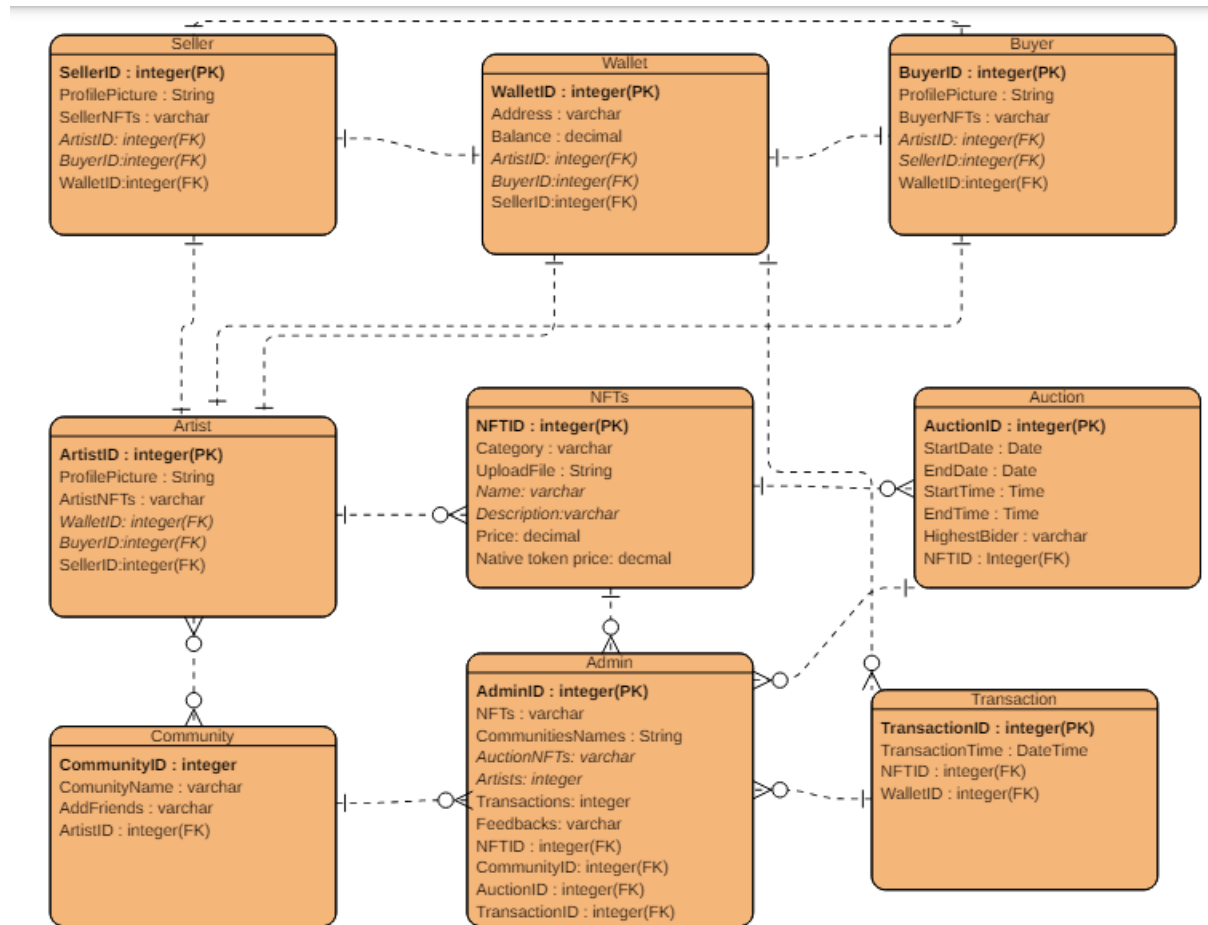 Seller
SellerID : integer(PK)
ProfilePicture : String
SellerNFTs : varchar
ArtistID: integer(FK)
BuyerID:integer(FK)
WalletID:integer(FK)
Wallet
WalletID : integer(PK)
Address : varchar
Balance : decimal
ArtistID: integer(FK)
BuyerID:integer(FK)
SellerID:integer(FK)
Buyer
BuyerID : integer(PK)
ProfilePicture : String
BuyerNFTs : varchar
ArtistID: integer(FK)
SellerID:integer(FK)
WalletID:integer(FK)
Artist
ArtistID : integer(PK)
ProfilePicture : String
ArtistNFTs : varchar
WalletID: integer(FK)
BuyerID:integer(FK)
SellerID:integer(FK)
NFTs
NFTID : integer(PK)
Category : varchar
UploadFile : String
Name: varchar
Description:varchar
Price: decimal
Native token price: decmal
Auction
AuctionID : integer(PK)
StartDate : Date
EndDate : Date
StartTime : Time
EndTime : Time
HighestBider : varchar
NFTID : Integer(FK)
Community
CommunityID : integer
ComunityName : varchar
AddFriends : varchar
ArtistID : integer(FK)
Admin
AdminID : integer(PK)
NFTs : varchar
CommunitiesNames : String
AuctionNFTs: varchar
Artists: integer
Transactions: integer
Feedbacks: varchar
NFTID : integer(FK)
CommunityID: integer(FK)
AuctionID : integer(FK)
TransactionID : integer(FK)
Transaction
TransactionID : integer(PK)
TransactionTime : DateTime
NFTID : integer(FK)
WalletID : integer(FK)